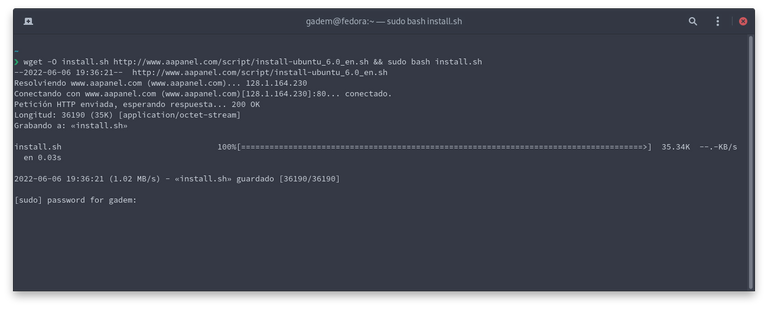 gadem@fedora:~ — sudo bash install.sh
~
❯ wget -O install.sh http://www.aapanel.com/script/install-ubuntu_6.0_en.sh && sudo bash install.sh
--2022-06-06 19:36:21--  http://www.aapanel.com/script/install-ubuntu_6.0_en.sh
Resolviendo www.aapanel.com (www.aapanel.com)... 128.1.164.230
Conectando con www.aapanel.com (www.aapanel.com)[128.1.164.230]:80... conectado.
Petición HTTP enviada, esperando respuesta... 200 OK
Longitud: 36190 (35K) [application/octet-stream]
Grabando a: «install.sh»
install.sh 100%[=====================================================================================>] 35.34K --.-KB/s
en 0.03s
2022-06-06 19:36:21 (1.02 MB/s) - «install.sh» guardado [36190/36190]
[sudo] password for gadem: